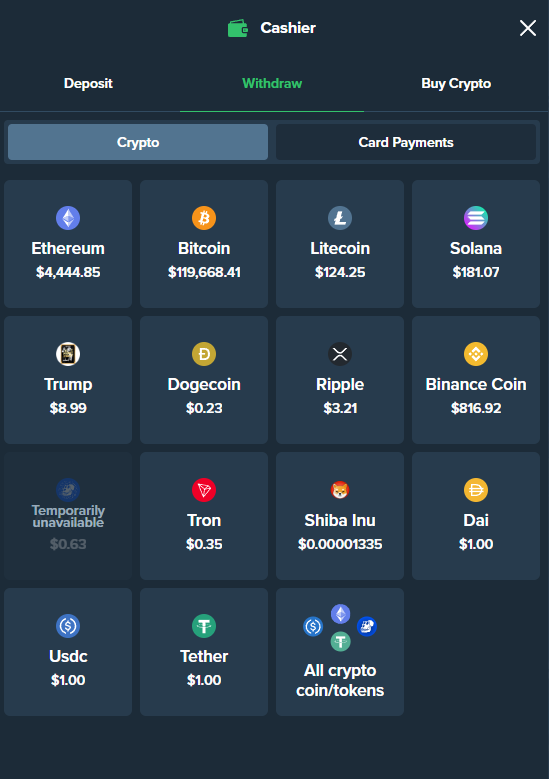 Cashier
Deposit Withdraw Buy Crypto
Crypto Card Payments
Ethereum
$4,444.85
Bitcoin
$119,668.41
Litecoin
$124.25
Solana
$181.07
Trump
$8.99
Dogecoin
$0.23
Ripple
$3.21
Binance Coin
$816.92
Temporarily
unavailable
$0.63
Tron
$0.35
Shiba Inu
$0.00001335
Dai
$1.00
Usdc
$1.00
Tether
$1.00
All crypto
coin/tokens